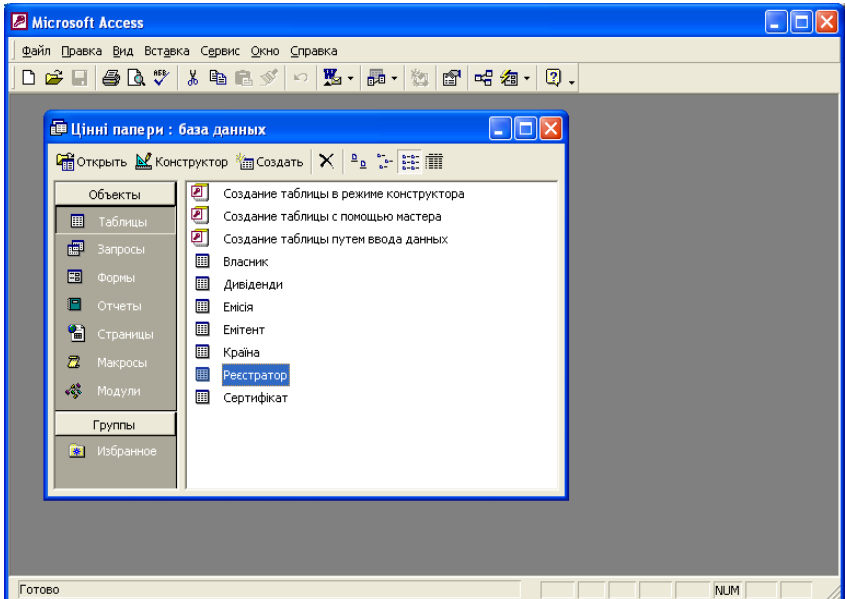 Microsoft Access
Файл Правка Вид Вставка Сервис Окно Справка
Цінні папери : база данных
Открыть Конструктор Создать
Объекты
Таблицы
Запросы
Формы
Отчеты
Страницы
Макросы
Модули
Группы
Избранное
Создание таблицы в режиме конструктора
Создание таблицы с помощью мастера
Создание таблицы путем ввода данных
Власник
Дивіденди
Емісія
Емітент
Країна
Реєстратор
Сертифікат
Готово
NUM